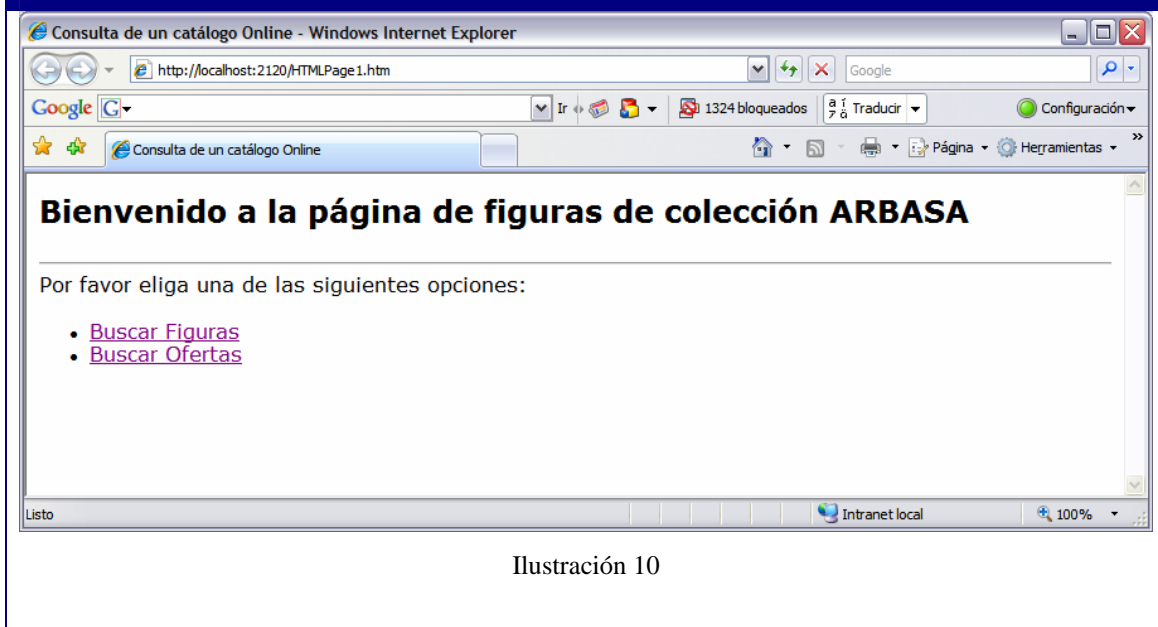 Consulta de un catálogo Online - Windows Internet Explorer
http://localhost:2120/HTMLPage1.htm
Google
Google G Ir 1324 bloqueados Traducir Configuración
Consulta de un catálogo Online Página Herramientas »
Bienvenido a la página de figuras de colección ARBASA
Por favor eliga una de las siguientes opciones:
• Buscar Figuras
• Buscar Ofertas
Listo Intranet local 100%
Ilustración 10